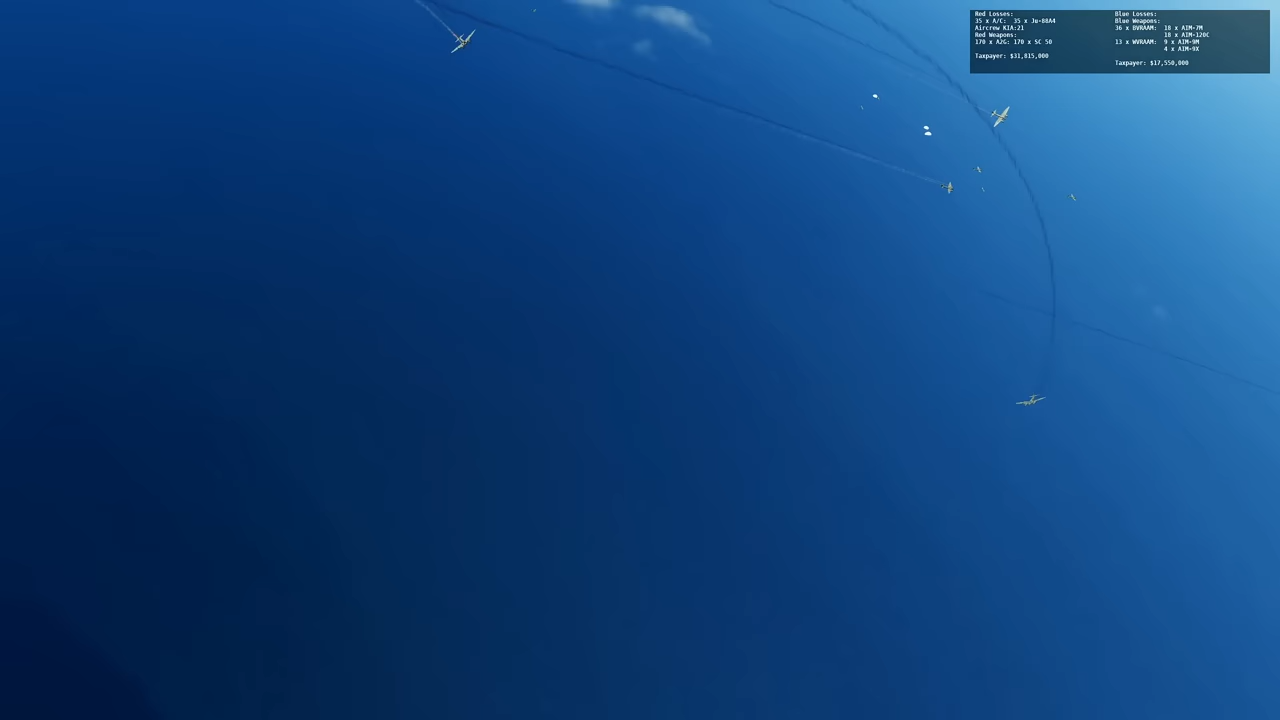 Red Losses:
35 x A/C: 35 x Ju-88A4
Aircrew KIA:21
Red Weapons:
170 x A2G: 170 x SC 50
Taxpayer: $31,815,000
Blue Losses:
Blue Weapons:
36 x BVRAAM: 18 x AIM-7M
18 x AIM-120C
13 x WVRAAM: 9 x AIM-9M
4 x AIM-9X
Taxpayer: $17,550,000